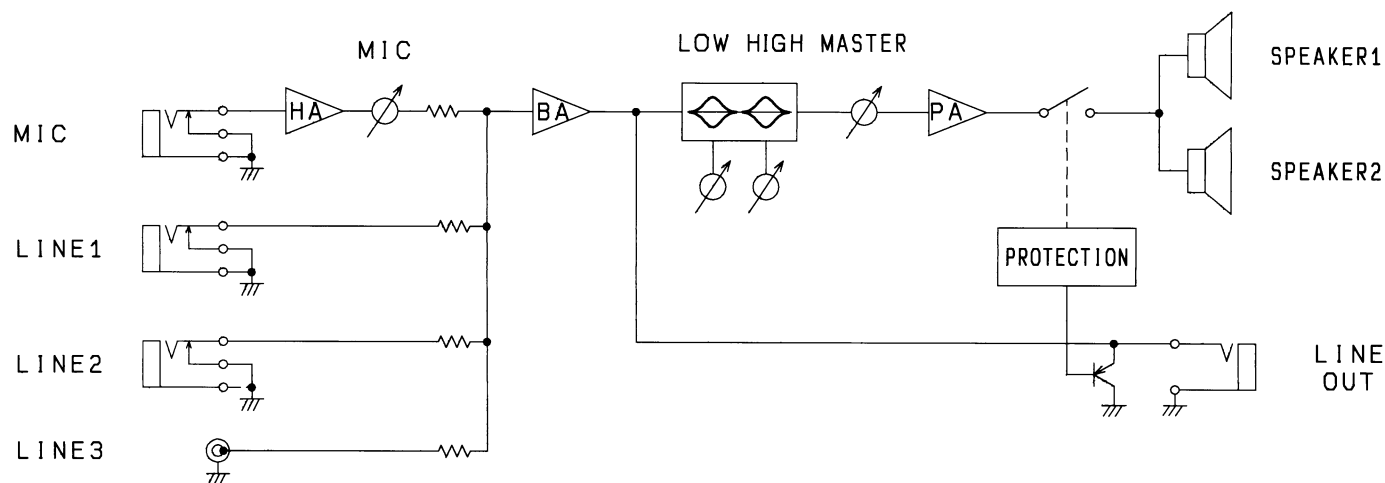 MIC
LOW HIGH MASTER
SPEAKER1
HA
BA
PA
MIC
SPEAKER2
LINE1
PROTECTION
LINE2
LINE
OUT
LINE3